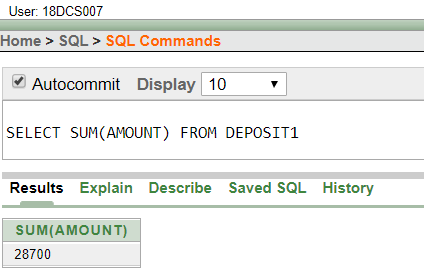 User: 18DCS007
Home > SQL > SQL Commands
Autocommit Display 10
SELECT SUM(AMOUNT) FROM DEPOSIT1
Results Explain Describe Saved SQL History
SUM(AMOUNT)
28700